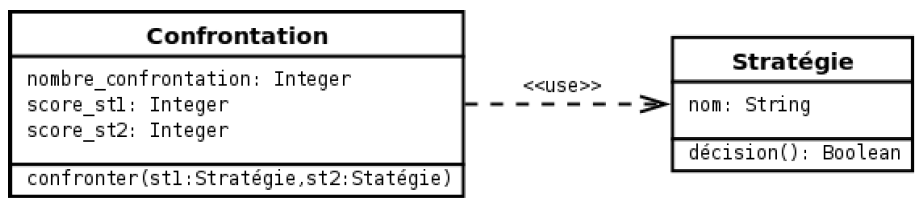 Confrontation
nombre_confrontation: Integer
score_st1: Integer
score_st2: Integer
confronter(st1:Stratégie,st2:Statégie)
<<use>>
Stratégie
nom: String
décision(): Boolean